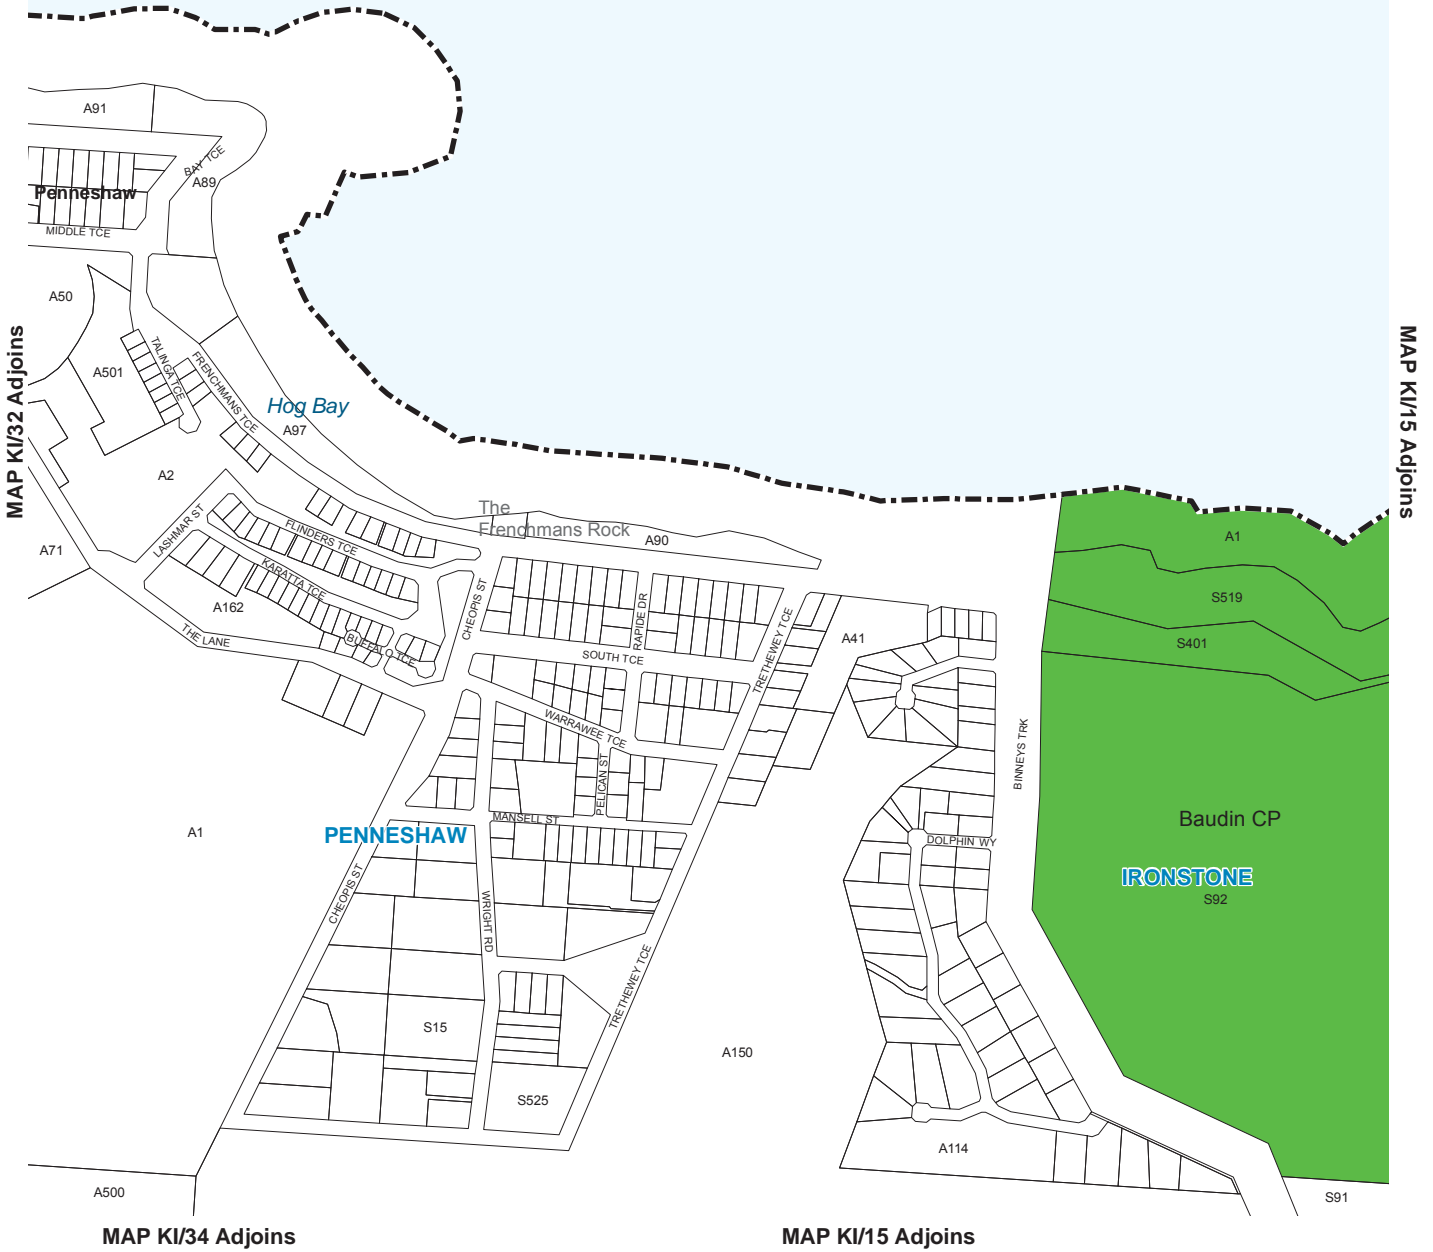 A91
BAY TCE
A89
Penneshaw
MIDDLE TCE
A50
MAP KI/32 Adjoins
MAP KI/15 Adjoins
TALINGA TCE
FRENCHMANS TCE
A501
Hog Bay
A97
A2
The
Frenchmans Rock
A90
LASHMAR ST
FLINDERS TCE
A71
KARATTA TCE
A162
THE LANE
BUFFALO TCE
CHEOPIS ST
RAPIDE DR
SOUTH TCE
TRETHEWEY TCE
A41
A1
S519
S401
WARRAWEE TCE
PELICAN ST
BINNEYS TRK
MANSELL ST
A1
PENNESHAW
Baudin CP
DOLPHIN WY
IRONSTONE
S92
CHEOPIS ST
WRIGHT RD
TRETHEWEY TCE
S15
A150
S525
A114
A500
S91
MAP KI/34 Adjoins
MAP KI/15 Adjoins